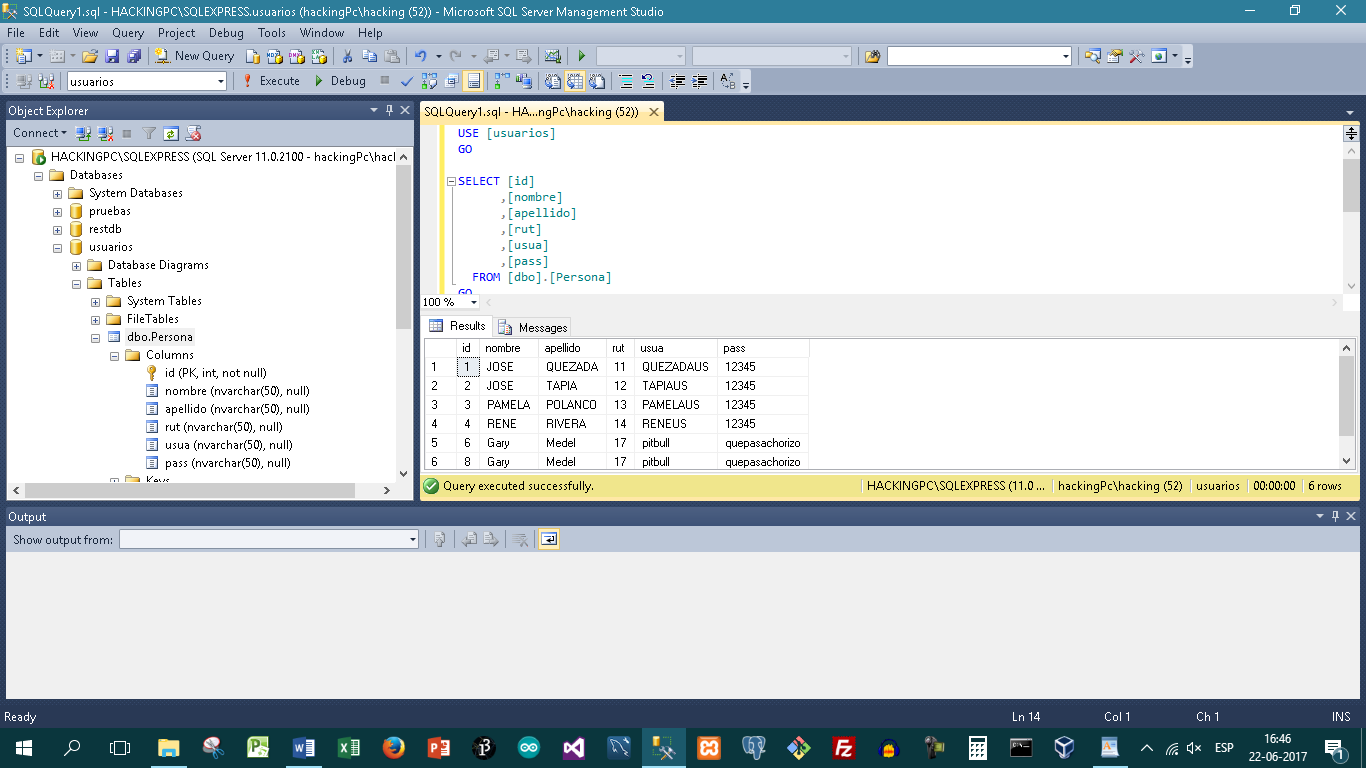 SQLQuery1.sql - HACKINGPC\SQLEXPRESS.usuarios (hackingPc\hacking (52)) - Microsoft SQL Server Management Studio
File Edit View Query Project Debug Tools Window Help
New Query
usuarios Execute Debug
Object Explorer
Connect
HACKINGPC\SQLEXPRESS (SQL Server 11.0.2100 - hackingPc\hac
Databases
System Databases
pruebas
restdb
usuarios
Database Diagrams
Tables
System Tables
FileTables
dbo.Persona
Columns
id (PK, int, not null)
nombre (nvarchar(50), null)
apellido (nvarchar(50), null)
rut (nvarchar(50), null)
usua (nvarchar(50), null)
pass (nvarchar(50), null)
Keys
SQLQuery1.sql - HA...ngPc\hacking (52))
USE [usuarios]
GO
SELECT [id]
,[nombre]
,[apellido]
,[rut]
,[usua]
,[pass]
FROM [dbo].[Persona]
GO
100 %
Results Messages
id nombre apellido rut usua pass
1 1 JOSE QUEZADA 11 QUEZADAUS 12345
2 2 JOSE TAPIA 12 TAPIAUS 12345
3 3 PAMELA POLANCO 13 PAMELAUS 12345
4 4 RENE RIVERA 14 RENEUS 12345
5 6 Gary Medel 17 pitbull quepasachorizo
6 8 Gary Medel 17 pitbull quepasachorizo
Query executed successfully. HACKINGPC\SQLEXPRESS (11.0 ... hackingPc\hacking (52) usuarios 00:00:00 6 rows
Output
Show output from:
Ready Ln 14 Col 1 Ch 1 INS
ESP 16:46
22-06-2017